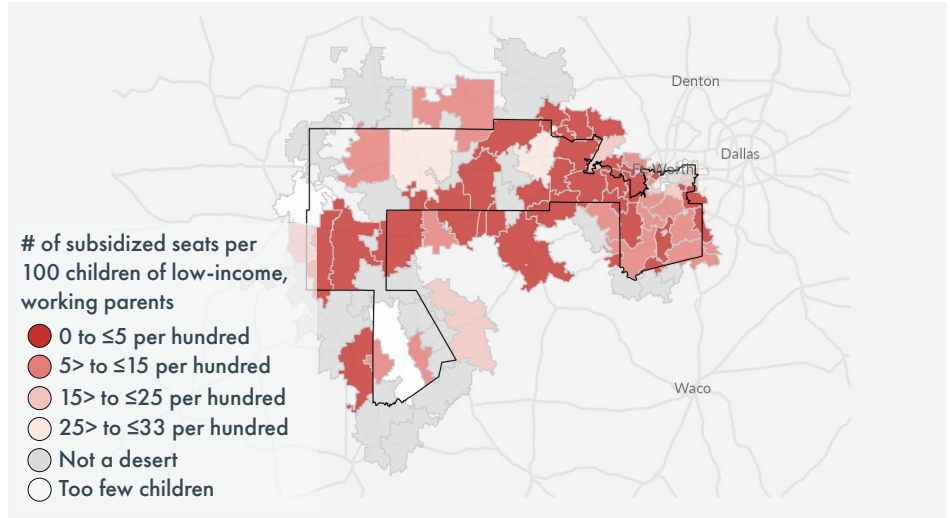 Denton
Dallas
Ft. Worth
# of subsidized seats per
100 children of low-income,
working parents
0 to ≤5 per hundred
5> to ≤15 per hundred
15> to ≤25 per hundred
25> to ≤33 per hundred
Not a desert
Too few children
Waco